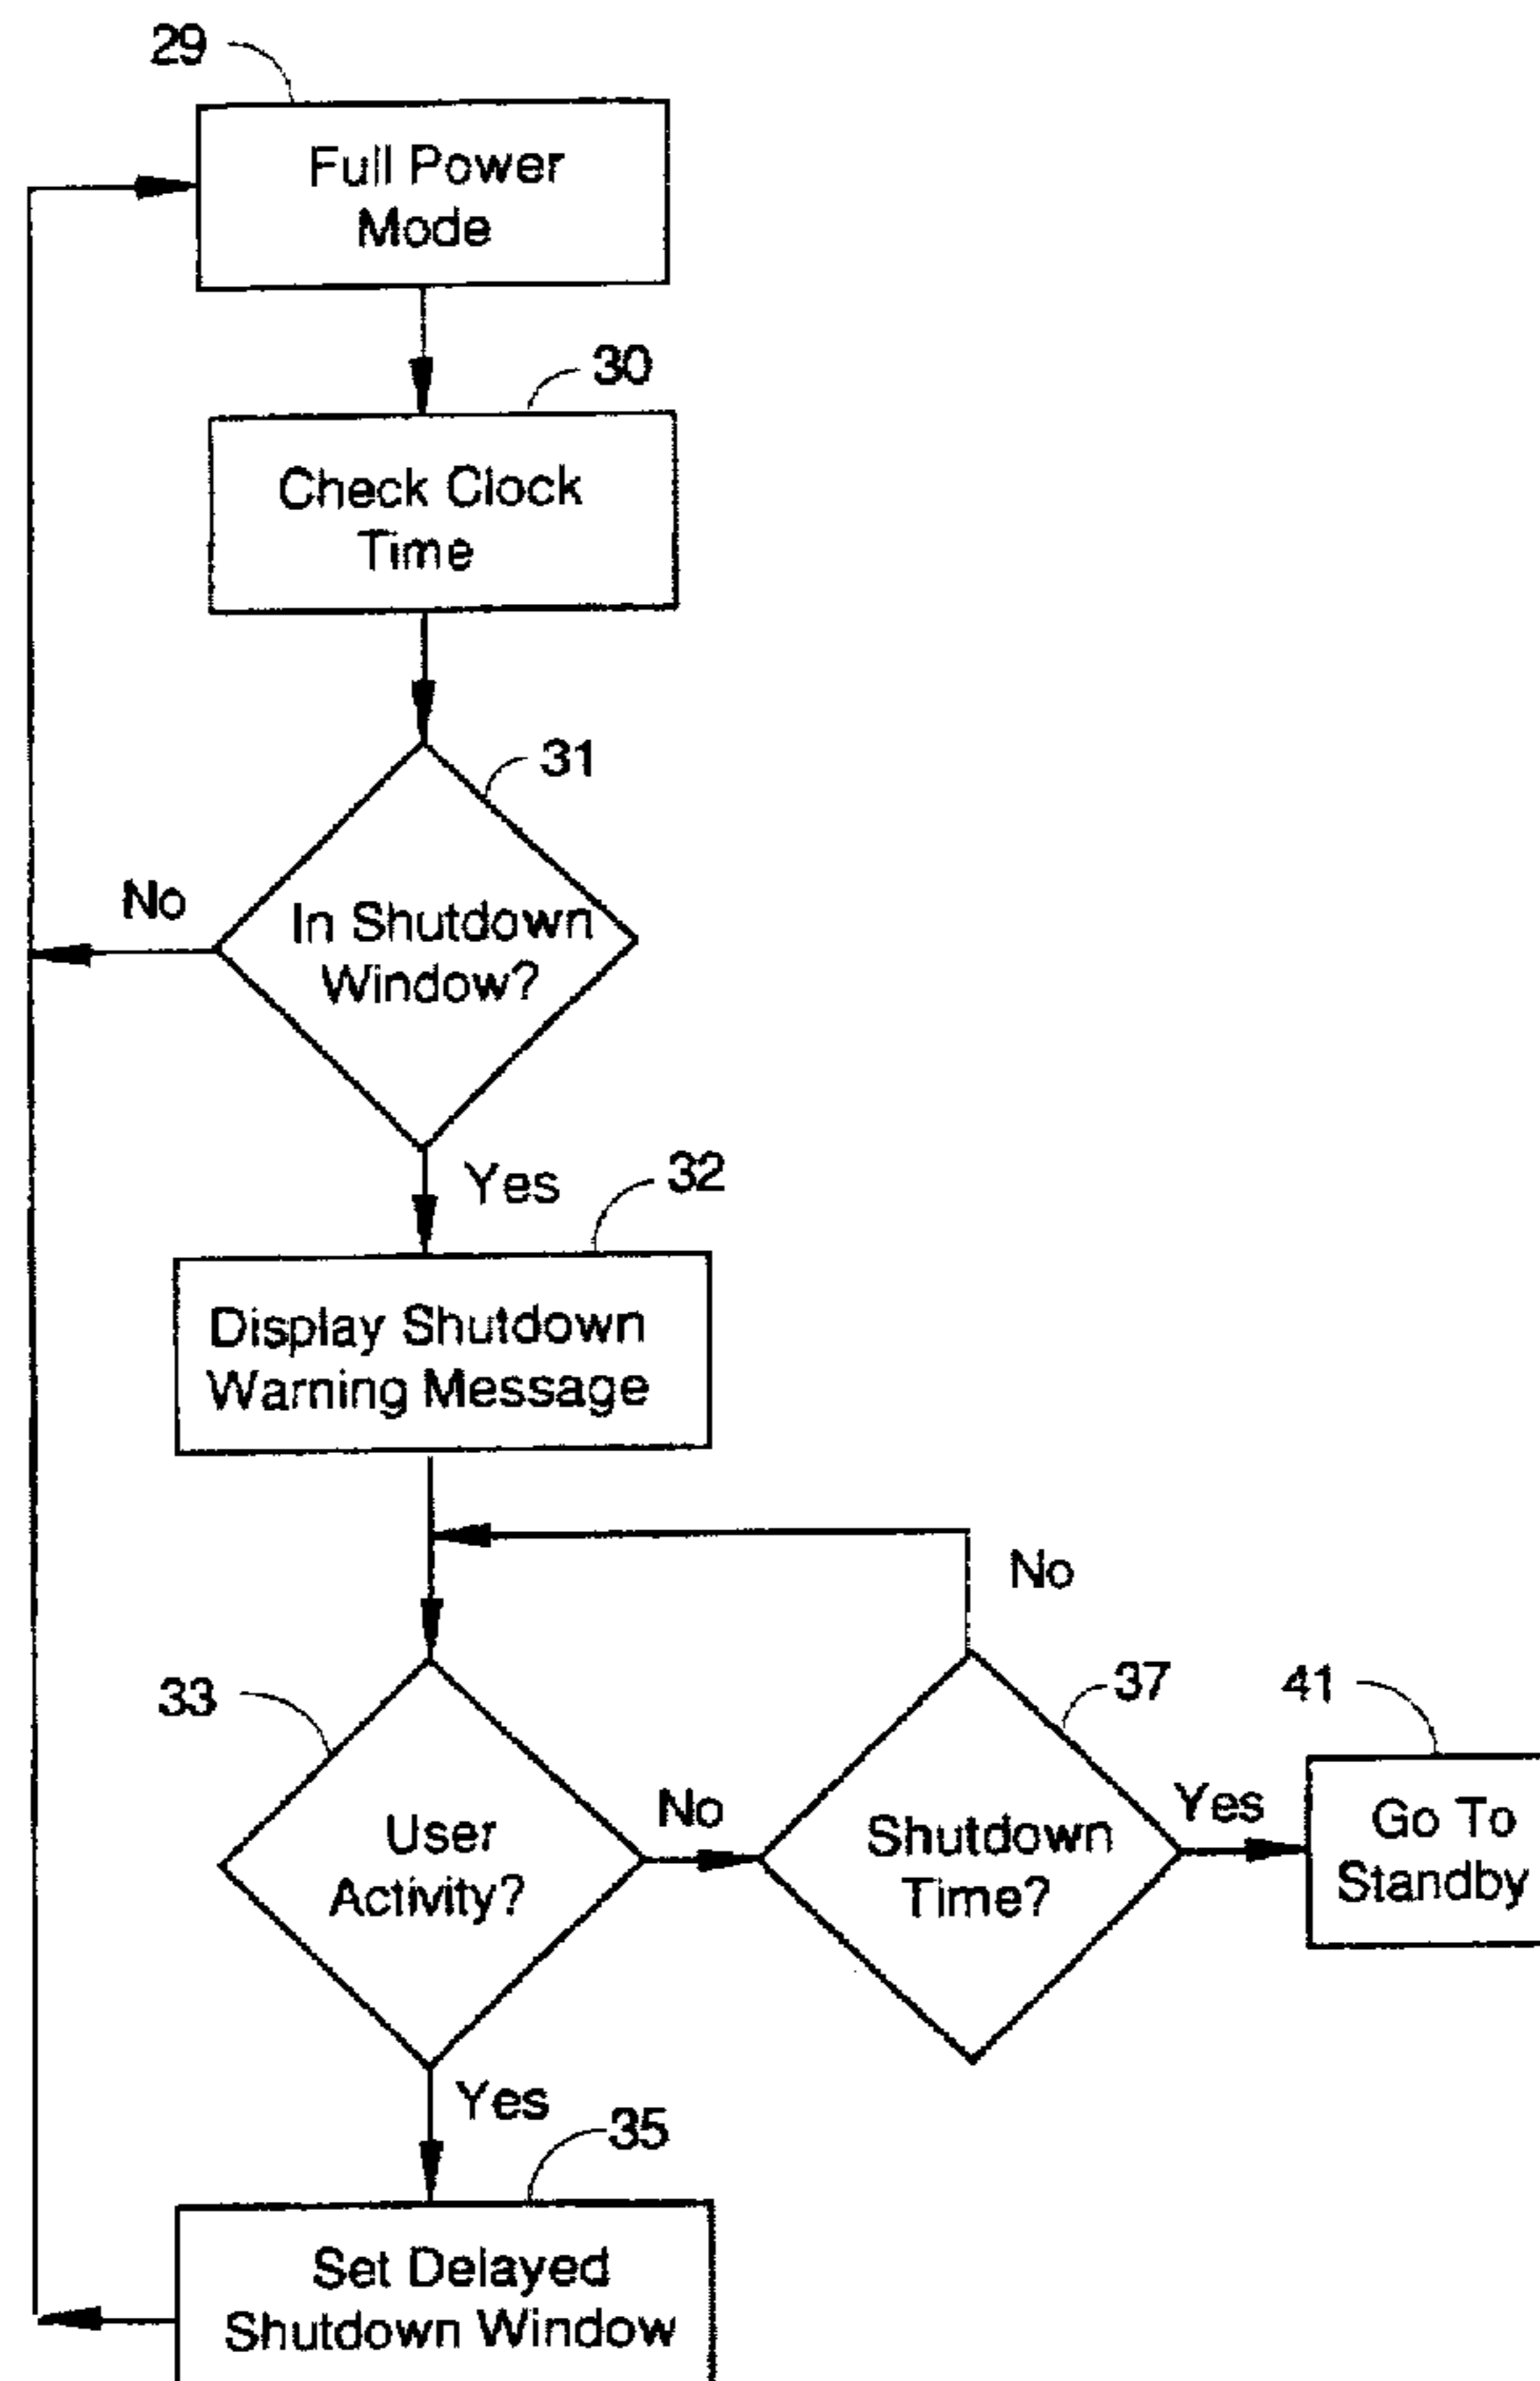 29
Full Power
Mode
30
Check Clock
Time
31
No
In Shutdown
Window?
Yes
32
Display Shutdown
Warning Message
No
33
37
41
User
Activity?
No
Shutdown
Time?
Yes
Go To
Standby
Yes
35
Set Delayed
Shutdown Window